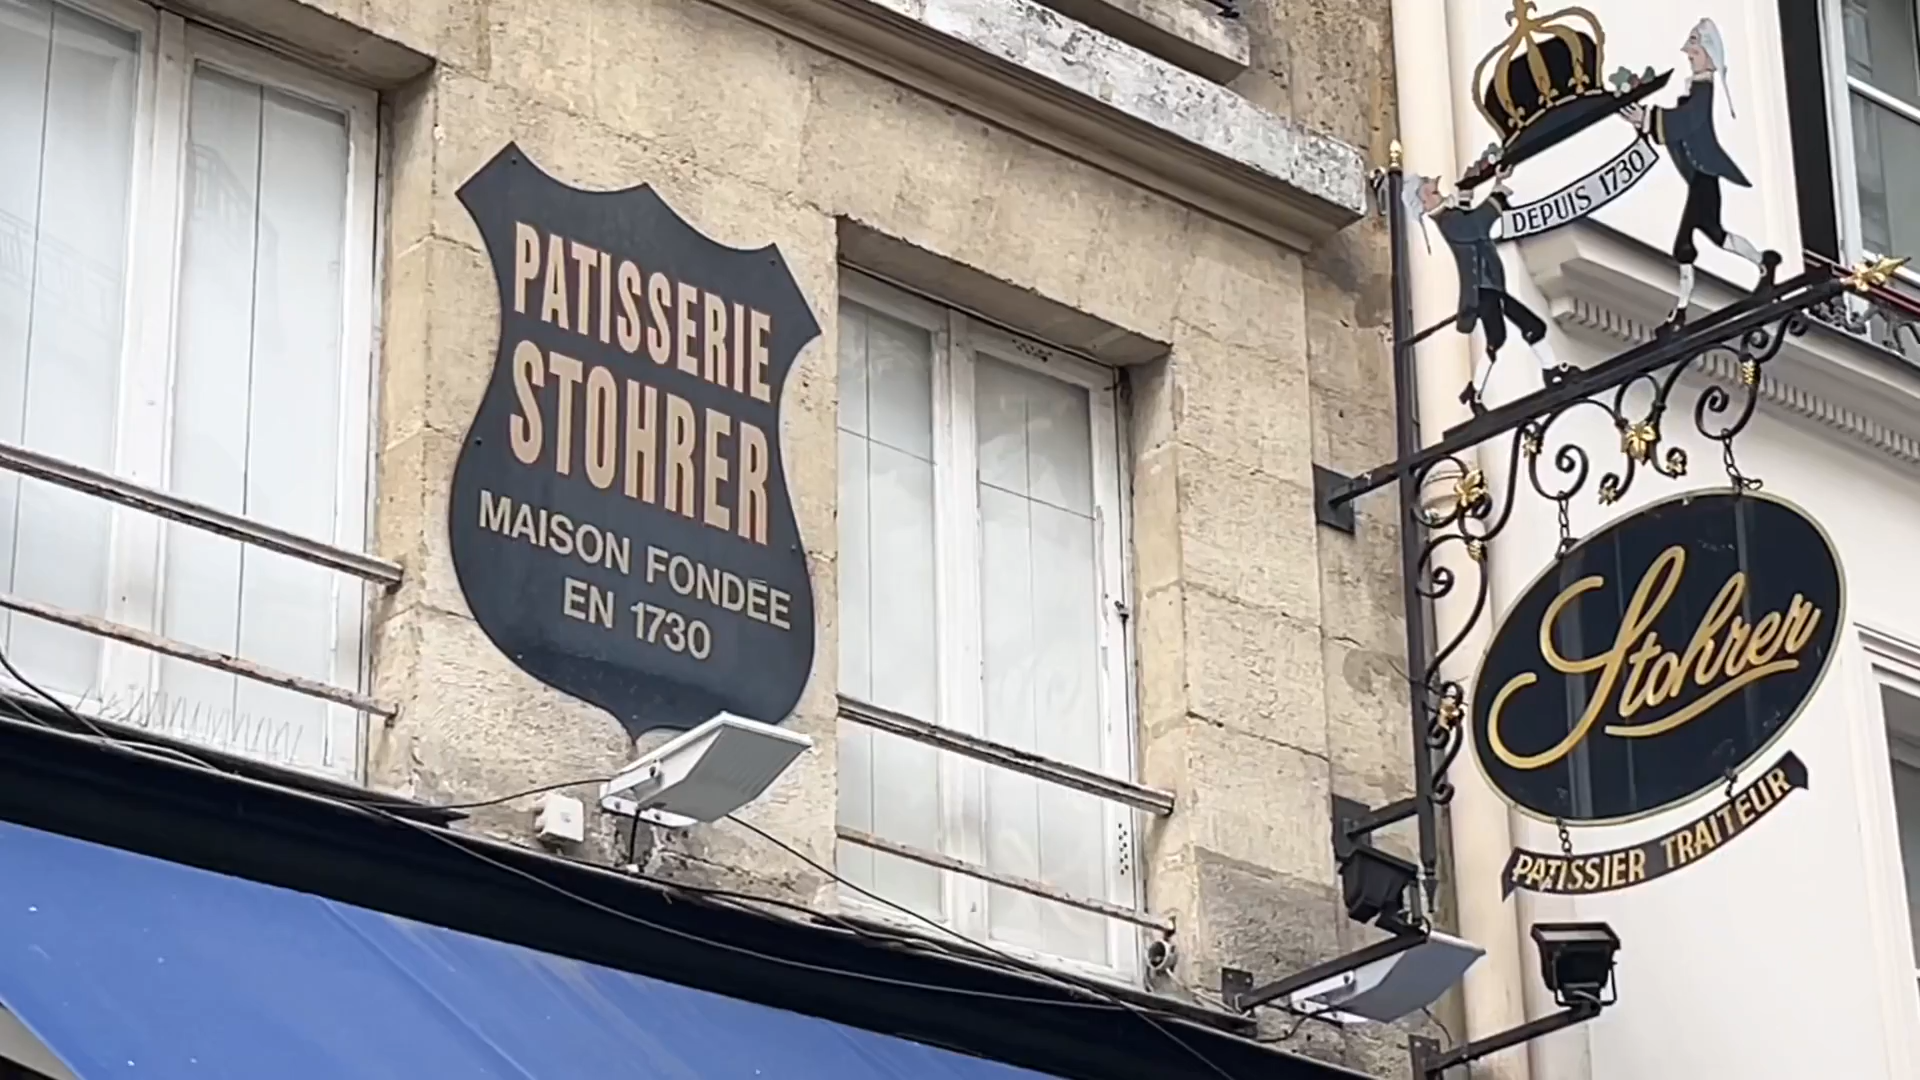 PATISSERIE
STOHRER
MAISON FONDÉE
EN 1730
DEPUIS 1730
Stohrer
PATISSIER TRAITEUR